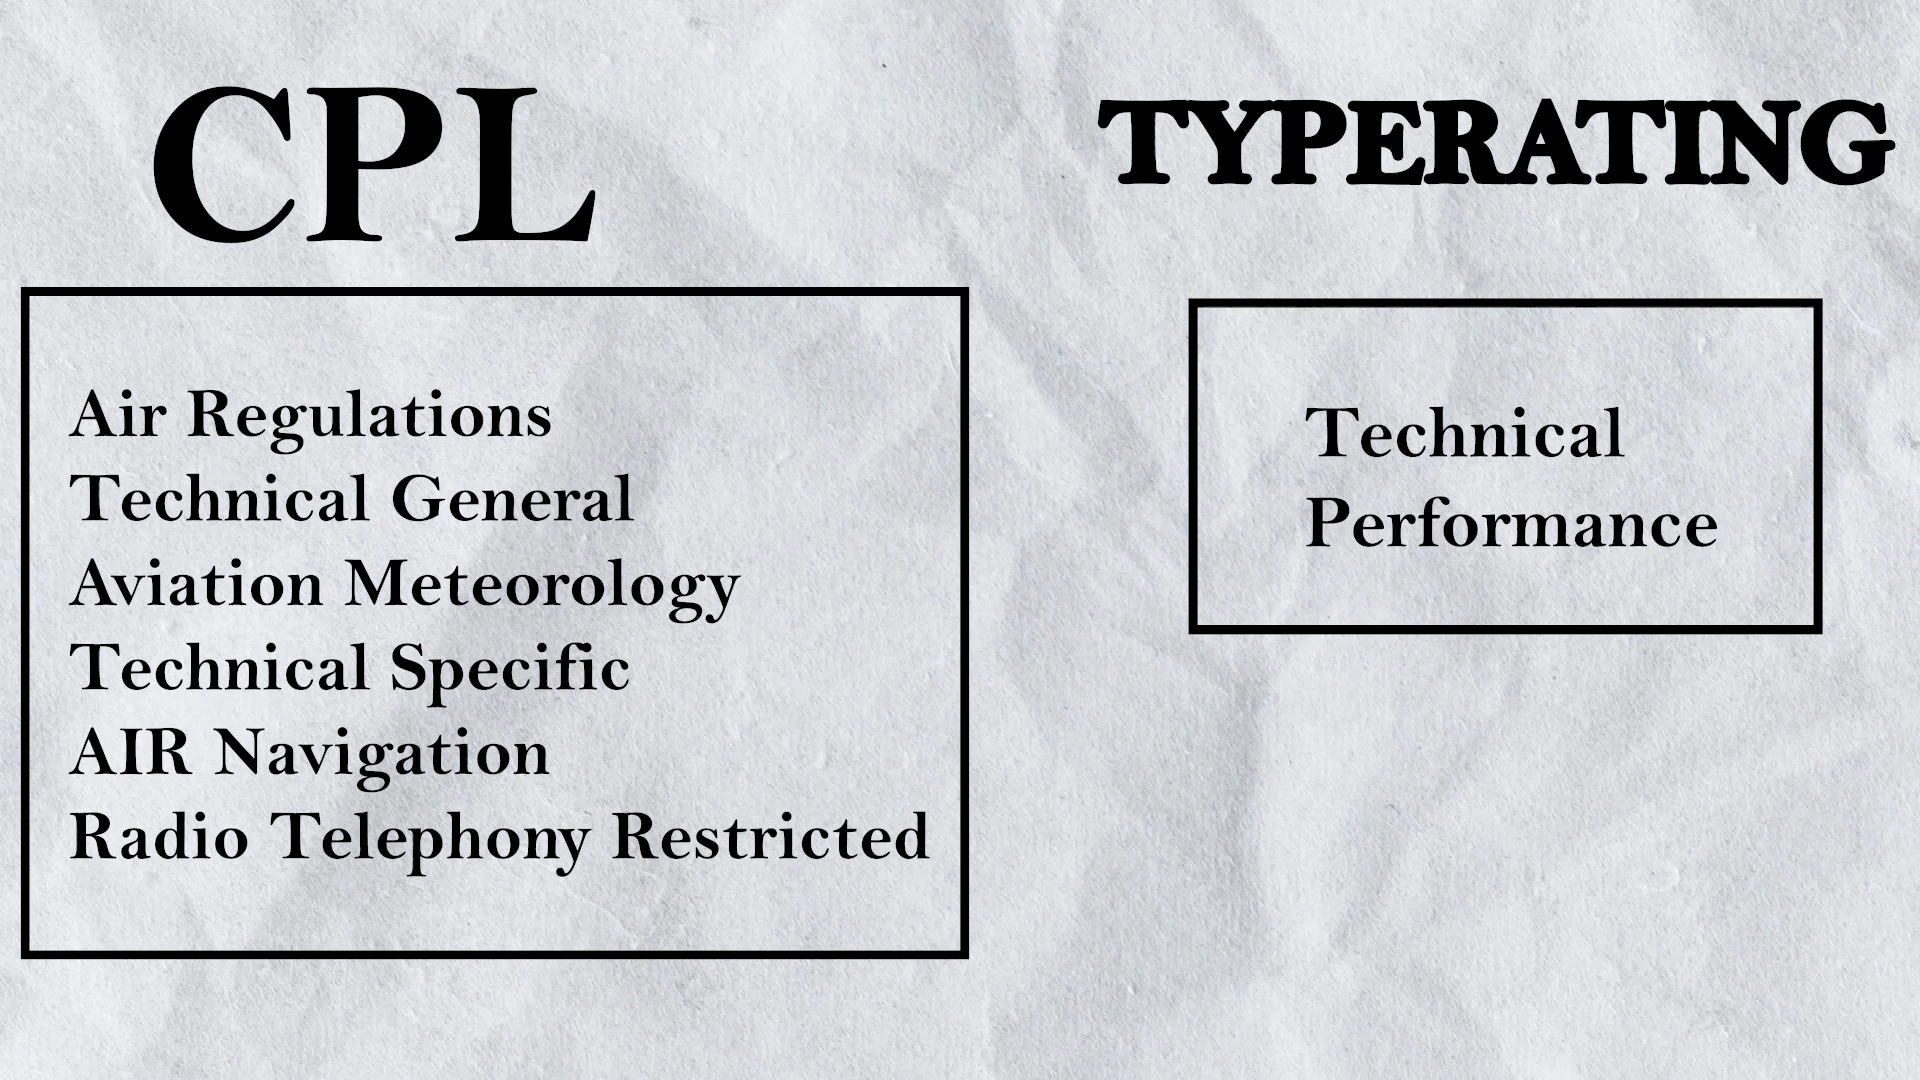 CPL
Air Regulations
Technical General
Aviation Meteorology
Technical Specific
AIR Navigation
Radio Telephony Restricted
TYPERATING
Technical
Performance